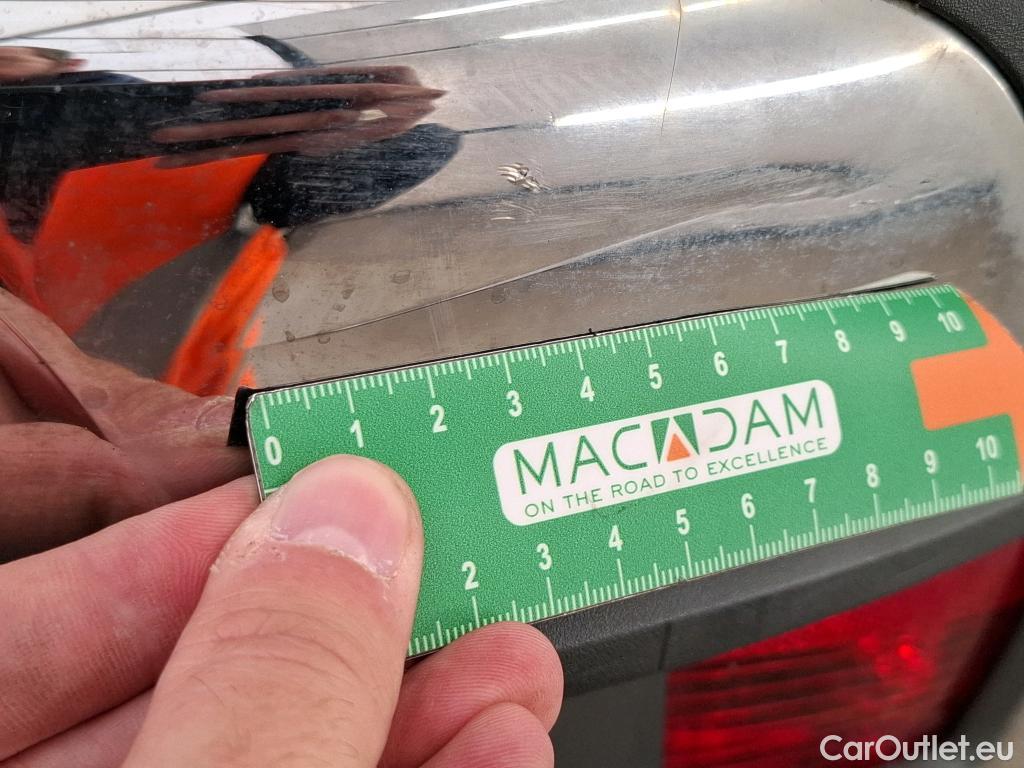 0 1 2 3 4 5 6 7 8 9 10
MACADAM
ON THE ROAD TO EXCELLENCE
2 3 4 5 6 7 8 9 10
CarOutlet.eu